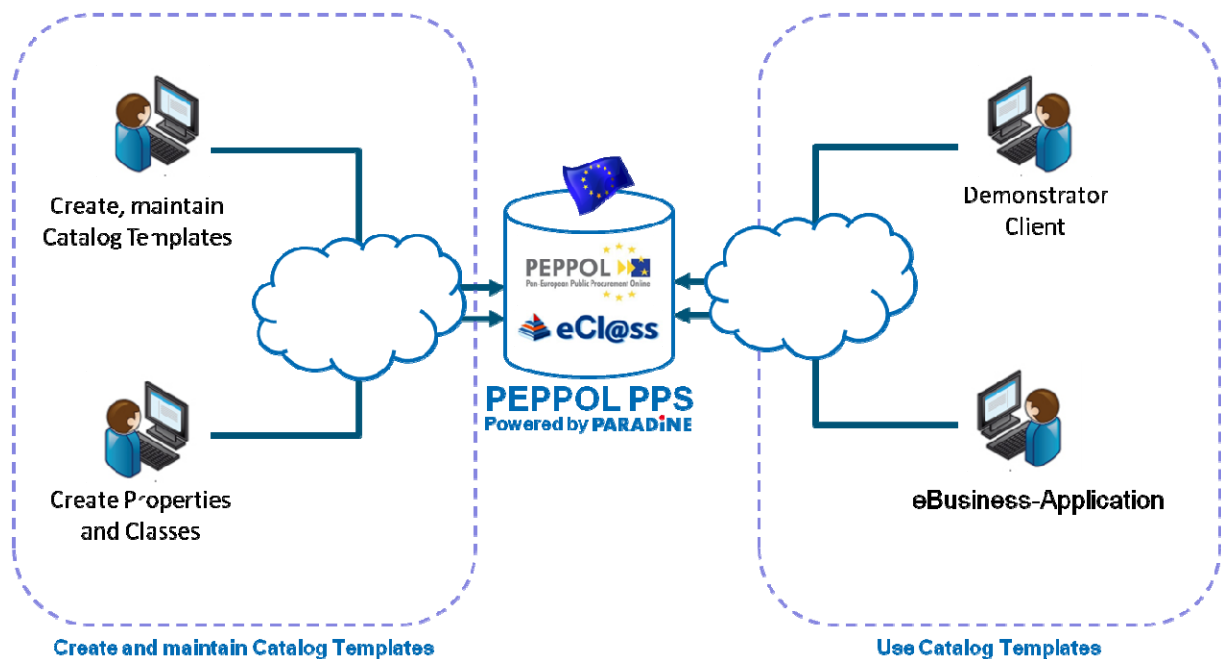 Create, maintain
Catalog Templates
Create Properties
and Classes
Create and maintain Catalog Templates
PEPPOL
Pan-European Public Procurement Online
eCl@ss
PEPPOL PPS
Powered by PARADiNE
Demonstrator
Client
eBusiness-Application
Use Catalog Templates